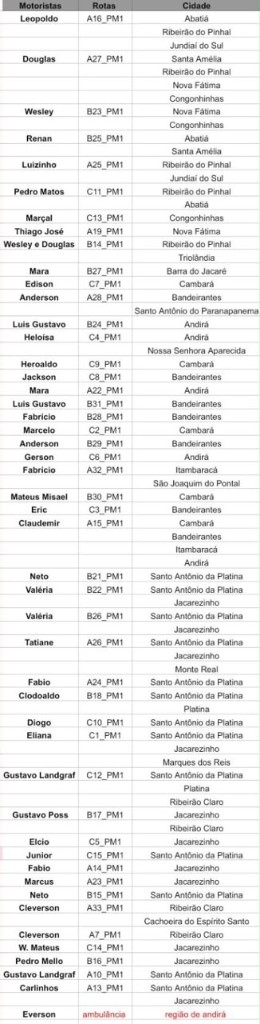 Motoristas Rotas Cidade
Leopoldo A16_PM1 Abatiá
Ribeirão do Pinhal
Jundiaí do Sul
Douglas A27_PM1 Santa Amélia
Ribeirão do Pinhal
Nova Fátima
Congonhinhas
Wesley B23_PM1 Nova Fátima
Congonhinhas
Renan B25_PM1 Abatiá
Santa Amélia
Luizinho A25_PM1 Ribeirão do Pinhal
Jundiaí do Sul
Pedro Matos C11_PM1 Ribeirão do Pinhal
Abatiá
Marçal C13_PM1 Congonhinhas
Thiago José A19_PM1 Nova Fátima
Wesley e Douglas B14_PM1 Ribeirão do Pinhal
Triolândia
Mara B27_PM1 Barra do Jacaré
Edison C7_PM1 Cambará
Anderson A28_PM1 Bandeirantes
Santo Antônio do Paranapanema
Luis Gustavo B24_PM1 Andirá
Heloisa C4_PM1 Andirá
Nossa Senhora Aparecida
Heroaldo C9_PM1 Cambará
Jackson C8_PM1 Bandeirantes
Mara A22_PM1 Andirá
Luis Gustavo B31_PM1 Bandeirantes
Fabrício B28_PM1 Bandeirantes
Marcelo C2_PM1 Cambará
Anderson B29_PM1 Bandeirantes
Gerson C6_PM1 Andirá
Fabrício A32_PM1 Itambaracá
São Joaquim do Pontal
Mateus Misael B30_PM1 Cambará
Eric C3_PM1 Bandeirantes
Claudemir A15_PM1 Cambará
Bandeirantes
Itambaracá
Andirá
Neto B21_PM1 Santo Antônio da Platina
Valéria B22_PM1 Santo Antônio da Platina
Jacarezinho
Valéria B26_PM1 Santo Antônio da Platina
Jacarezinho
Tatiane A26_PM1 Santo Antônio da Platina
Jacarezinho
Monte Real
Fabio A24_PM1 Santo Antônio da Platina
Clodoaldo B18_PM1 Santo Antônio da Platina
Platina
Diogo C10_PM1 Santo Antônio da Platina
Eliana C1_PM1 Santo Antônio da Platina
Jacarezinho
Marques dos Reis
Gustavo Landgraf C12_PM1 Santo Antônio da Platina
Platina
Ribeirão Claro
Gustavo Poss B17_PM1 Jacarezinho
Ribeirão Claro
Elcio C5_PM1 Jacarezinho
Junior C15_PM1 Santo Antônio da Platina
Fabio A14_PM1 Jacarezinho
Marcus A23_PM1 Jacarezinho
Neto B15_PM1 Santo Antônio da Platina
Cleverson A33_PM1 Ribeirão Claro
Cachoeira do Espírito Santo
Cleverson A7_PM1 Ribeirão Claro
W. Mateus C14_PM1 Jacarezinho
Pedro Mello B16_PM1 Jacarezinho
Gustavo Landgraf A10_PM1 Santo Antônio da Platina
Carlinhos A13_PM1 Santo Antônio da Platina
Jacarezinho
Everson ambulância região de andirá